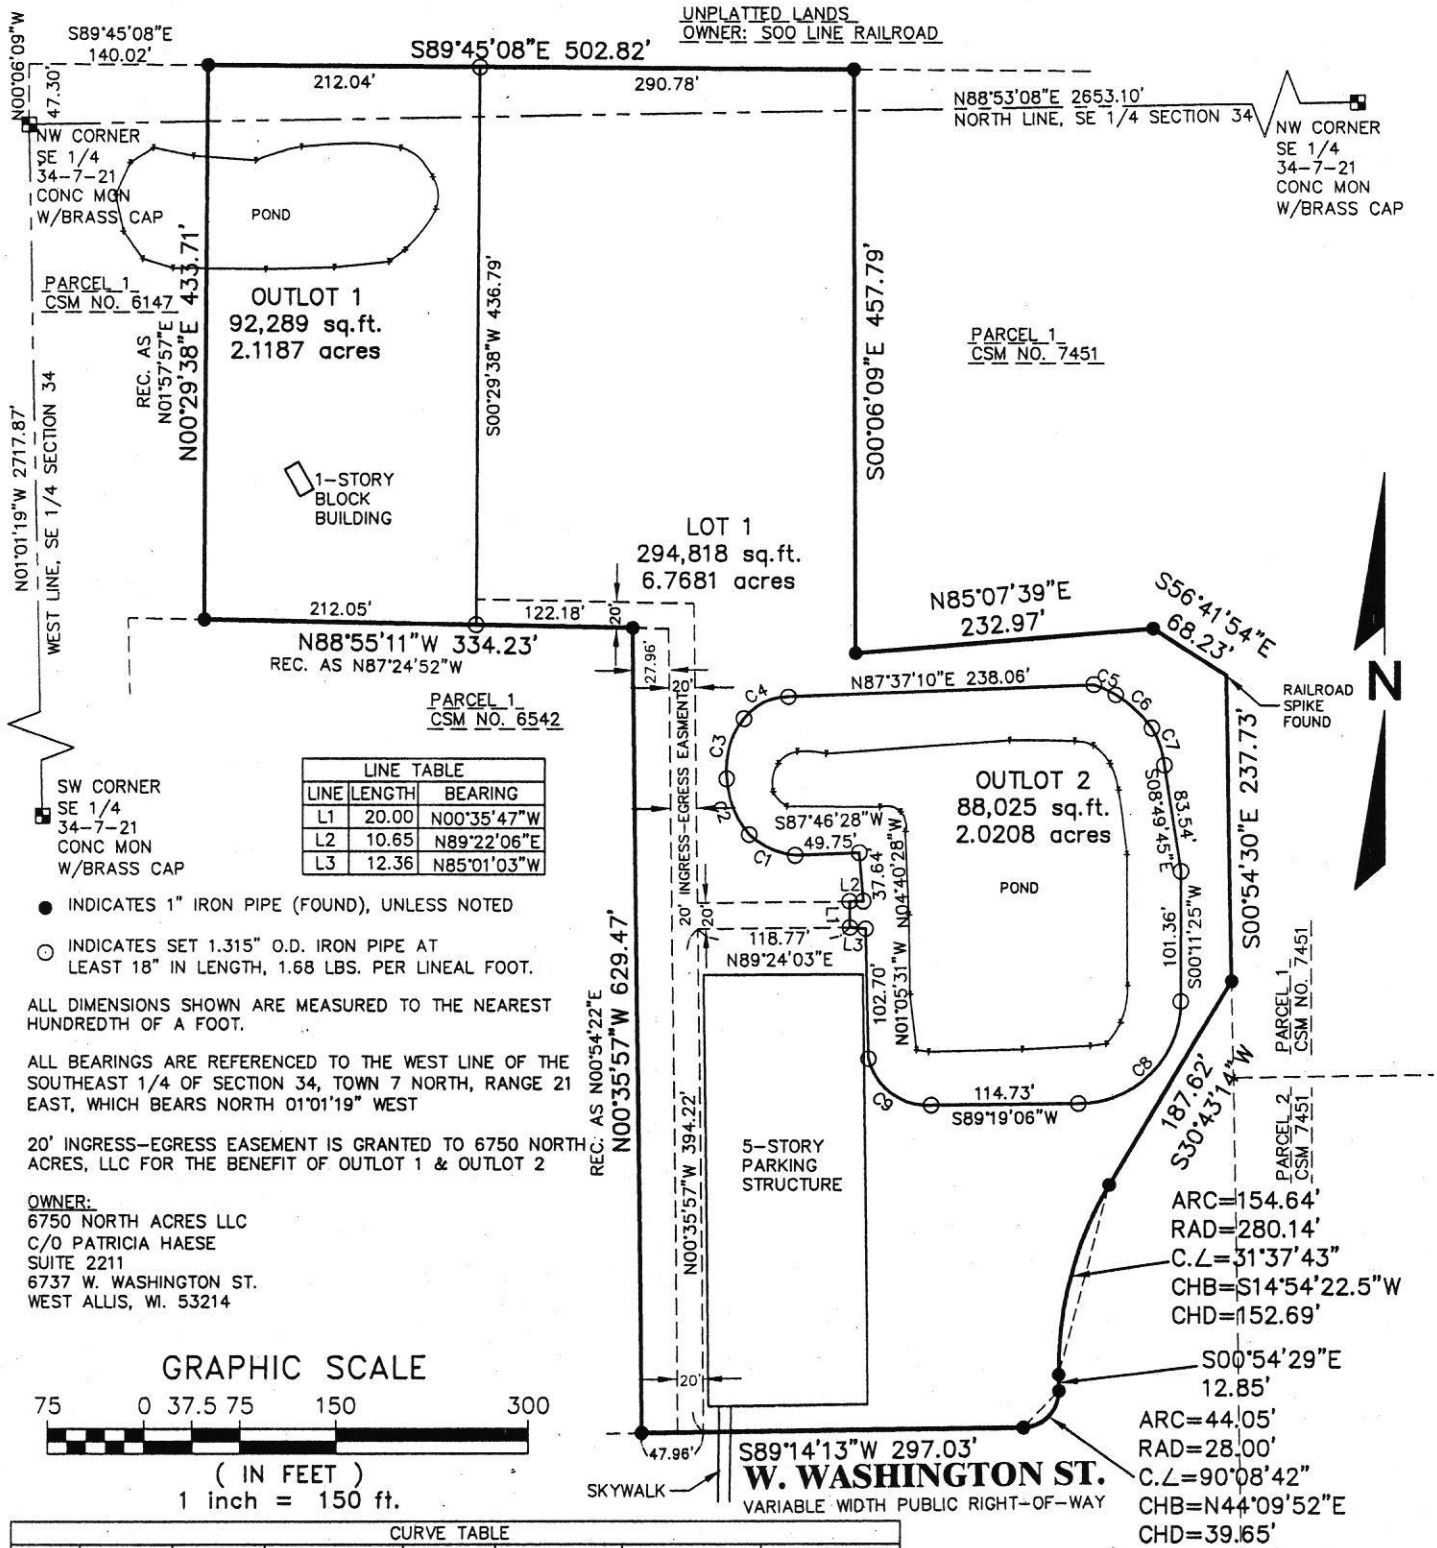 UNPLATTED LANDS
OWNER: SOO LINE RAILROAD
S89°45'08"E
140.02'
S89°45'08"E 502.82'
212.04'
290.78'
N00°06'09"W
47.30'
N88°53'08"E 2653.10'
NORTH LINE, SE 1/4 SECTION 34
NW CORNER
SE 1/4
34-7-21
CONC MON
W/BRASS CAP
NW CORNER
SE 1/4
34-7-21
CONC MON
W/BRASS CAP
POND
PARCEL 1
CSM NO. 6147
OUTLOT 1
92,289 sq.ft.
2.1187 acres
REC. AS
N01°57'57"E
N00°29'38"E 433.71'
S00°29'38"W 436.79'
S00°06'09"E 457.79'
PARCEL 1
CSM NO. 7451
N01°01'19"W 2717.87'
WEST LINE, SE 1/4 SECTION 34
1-STORY
BLOCK
BUILDING
LOT 1
294,818 sq.ft.
6.7681 acres
212.05'
122.18'
20'
N88°55'11"W 334.23'
REC. AS N87°24'52"W
27.96'
20'
N85°07'39"E
232.97'
S56°41'54"E
68.23'
RAILROAD
SPIKE
FOUND
N
PARCEL 1
CSM NO. 6542
N87°37'10"E 238.06'
C4
C5
C6
C7
C3
C2
C1
SW CORNER
SE 1/4
34-7-21
CONC MON
W/BRASS CAP
LINE TABLE
LINE LENGTH BEARING
L1 20.00 N00°35'47"W
L2 10.65 N89°22'06"E
L3 12.36 N85°01'03"W
20' INGRESS-EGRESS EASMENT
OUTLOT 2
88,025 sq.ft.
2.0208 acres
POND
S87°46'28"W
49.75'
37.64'
N04°40'28"W
83.54'
S08°49'45"E
S00°54'30"E 237.73'
L2
L1
L3
20'
118.77'
N89°24'03"E
102.70'
N01°05'31"W
101.36'
S00°11'25"W
C8
C9
114.73'
S89°19'06"W
INDICATES 1" IRON PIPE (FOUND), UNLESS NOTED
INDICATES SET 1.315" O.D. IRON PIPE AT
LEAST 18" IN LENGTH, 1.68 LBS. PER LINEAL FOOT.
ALL DIMENSIONS SHOWN ARE MEASURED TO THE NEAREST
HUNDREDTH OF A FOOT.
ALL BEARINGS ARE REFERENCED TO THE WEST LINE OF THE
SOUTHEAST 1/4 OF SECTION 34, TOWN 7 NORTH, RANGE 21
EAST, WHICH BEARS NORTH 01°01'19" WEST
20' INGRESS-EGRESS EASEMENT IS GRANTED TO 6750 NORTH
ACRES, LLC FOR THE BENEFIT OF OUTLOT 1 & OUTLOT 2
REC. AS N00°54'22"E
N00°35'57"W 629.47'
N00°35'57"W 394.22'
5-STORY
PARKING
STRUCTURE
PARCEL 1
CSM NO. 7451
PARCEL 2
CSM 7451
187.62'
S30°43'14"W
OWNER:
6750 NORTH ACRES LLC
C/O PATRICIA HAESE
SUITE 2211
6737 W. WASHINGTON ST.
WEST ALLIS, WI. 53214
ARC=154.64'
RAD=280.14'
C.∠=31°37'43"
CHB=S14°54'22.5"W
CHD=152.69'
S00°54'29"E
12.85'
GRAPHIC SCALE
75 0 37.5 75 150 300
( IN FEET )
1 inch = 150 ft.
20'
47.96'
S89°14'13"W 297.03'
SKYWALK
W. WASHINGTON ST.
VARIABLE WIDTH PUBLIC RIGHT-OF-WAY
ARC=44.05'
RAD=28.00'
C.∠=90°08'42"
CHB=N44°09'52"E
CHD=39.65'
CURVE TABLE